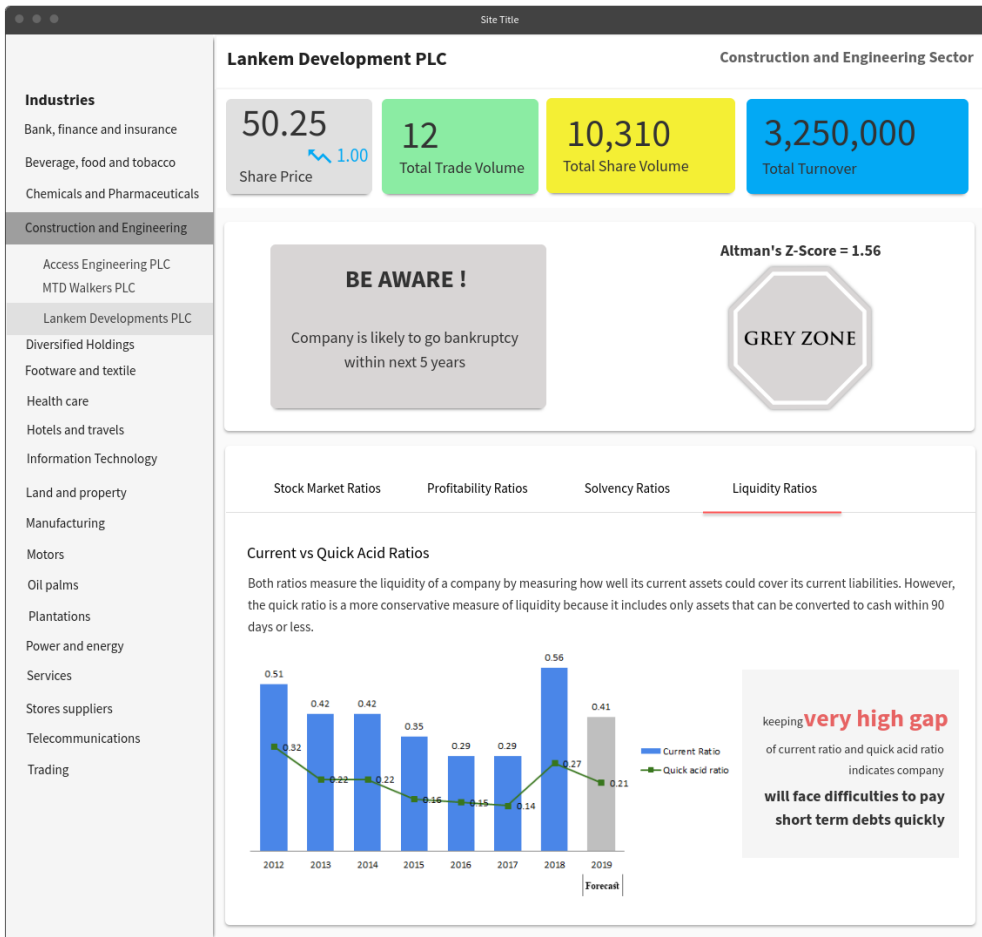 Site Title
Industries
Bank, finance and insurance
Beverage, food and tobacco
Chemicals and Pharmaceuticals
Construction and Engineering
Access Engineering PLC
MTD Walkers PLC
Lankem Developments PLC
Diversified Holdings
Footware and textile
Health care
Hotels and travels
Information Technology
Land and property
Manufacturing
Motors
Oil palms
Plantations
Power and energy
Services
Stores suppliers
Telecommunications
Trading
Lankem Development PLC
Construction and Engineering Sector
50.25
1.00
Share Price
12
Total Trade Volume
10,310
Total Share Volume
3,250,000
Total Turnover
BE AWARE !
Company is likely to go bankruptcy
within next 5 years
Altman's Z-Score = 1.56
GREY ZONE
Stock Market Ratios Profitability Ratios Solvency Ratios Liquidity Ratios
Current vs Quick Acid Ratios
Both ratios measure the liquidity of a company by measuring how well its current assets could cover its current liabilities. However,
the quick ratio is a more conservative measure of liquidity because it includes only assets that can be converted to cash within 90
days or less.
0.51 0.42 0.42 0.35 0.29 0.29 0.56 0.41
0.32 0.22 0.22 0.16 0.15 0.14 0.27 0.21
2012 2013 2014 2015 2016 2017 2018 2019
Forecast
Current Ratio
Quick acid ratio
keeping very high gap
of current ratio and quick acid ratio
indicates company
will face difficulties to pay
short term debts quickly